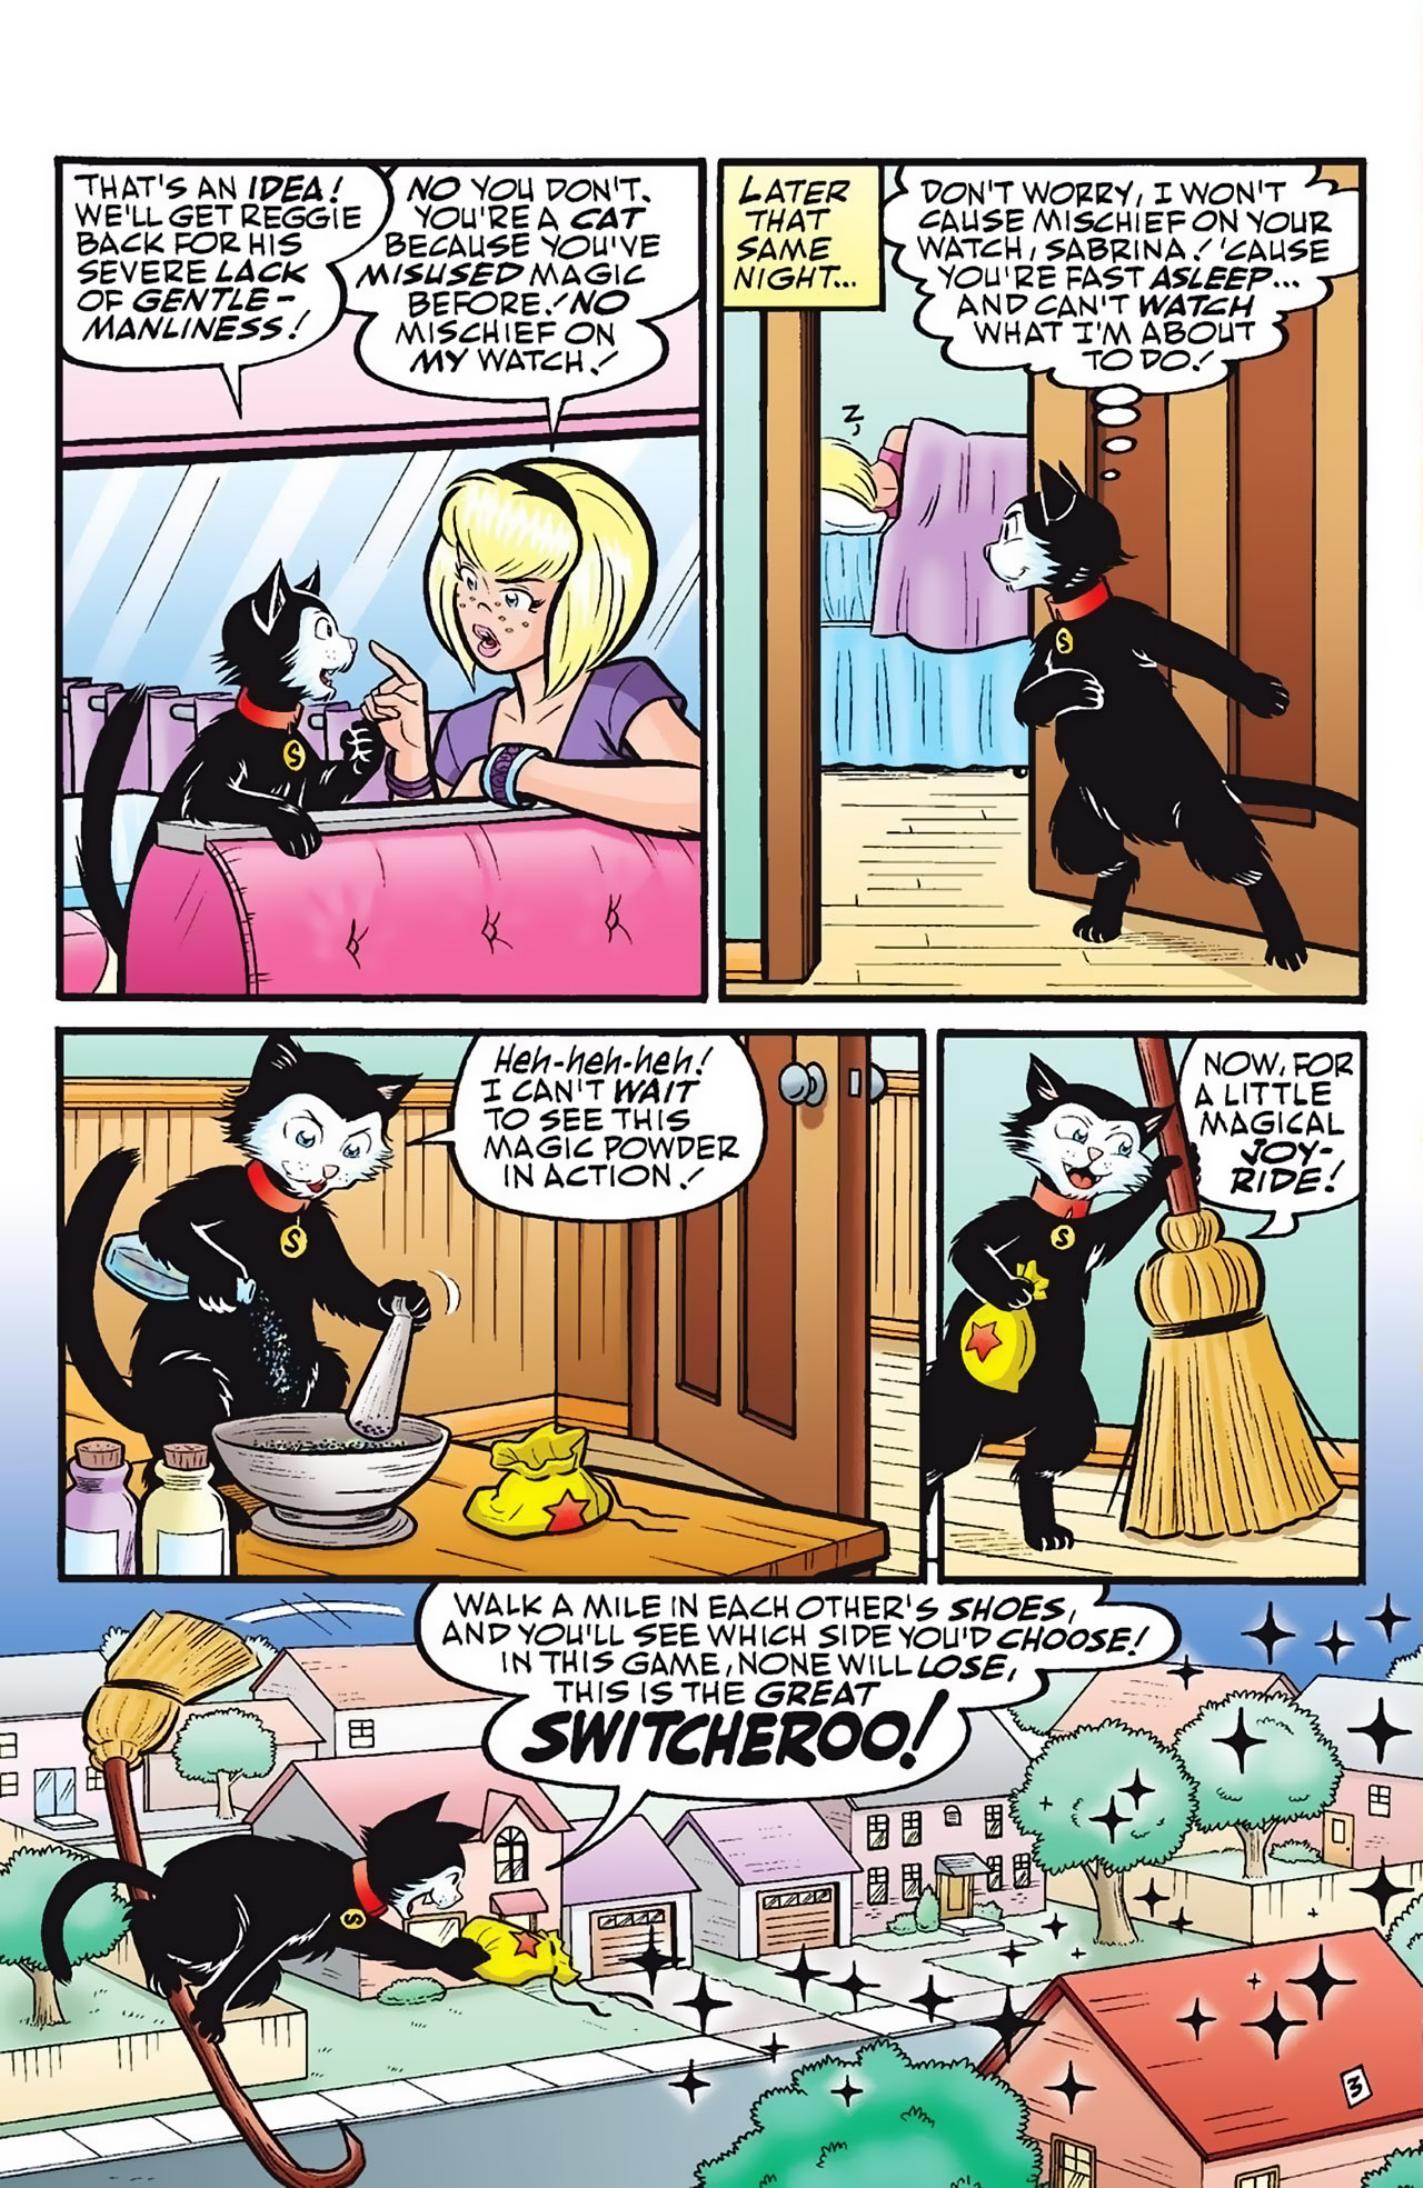 THAT'S AN IDEA!
WE'LL GET REGGIE
BACK FOR HIS
SEVERE LACK
OF GENTLE-
MANLINESS!
NO YOU DON'T.
YOU'RE A CAT
BECAUSE YOU'VE
MISUSED MAGIC
BEFORE! NO
MISCHIEF ON
MY WATCH!
S
LATER
THAT
SAME
NIGHT...
DON'T WORRY, I WON'T
CAUSE MISCHIEF ON YOUR
WATCH, SABRINA! 'CAUSE
YOU'RE FAST ASLEEP...
AND CAN'T WATCH
WHAT I'M ABOUT
TO DO!
Z
S
Heh-heh-heh!
I CAN'T WAIT
TO SEE THIS
MAGIC POWDER
IN ACTION!
S
NOW, FOR
A LITTLE
MAGICAL
JOY-
RIDE!
S
WALK A MILE IN EACH OTHER'S SHOES,
AND YOU'LL SEE WHICH SIDE YOU'D CHOOSE!
IN THIS GAME, NONE WILL LOSE,
THIS IS THE GREAT
SWITCHEROO!
S
3